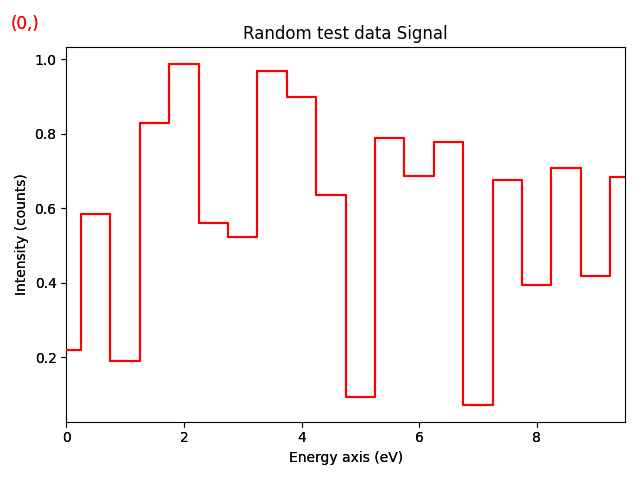 (0,)
Random test data Signal
Intensity (counts)
1.0
0.8
0.6
0.4
0.2
0 2 4 6 8
Energy axis (eV)